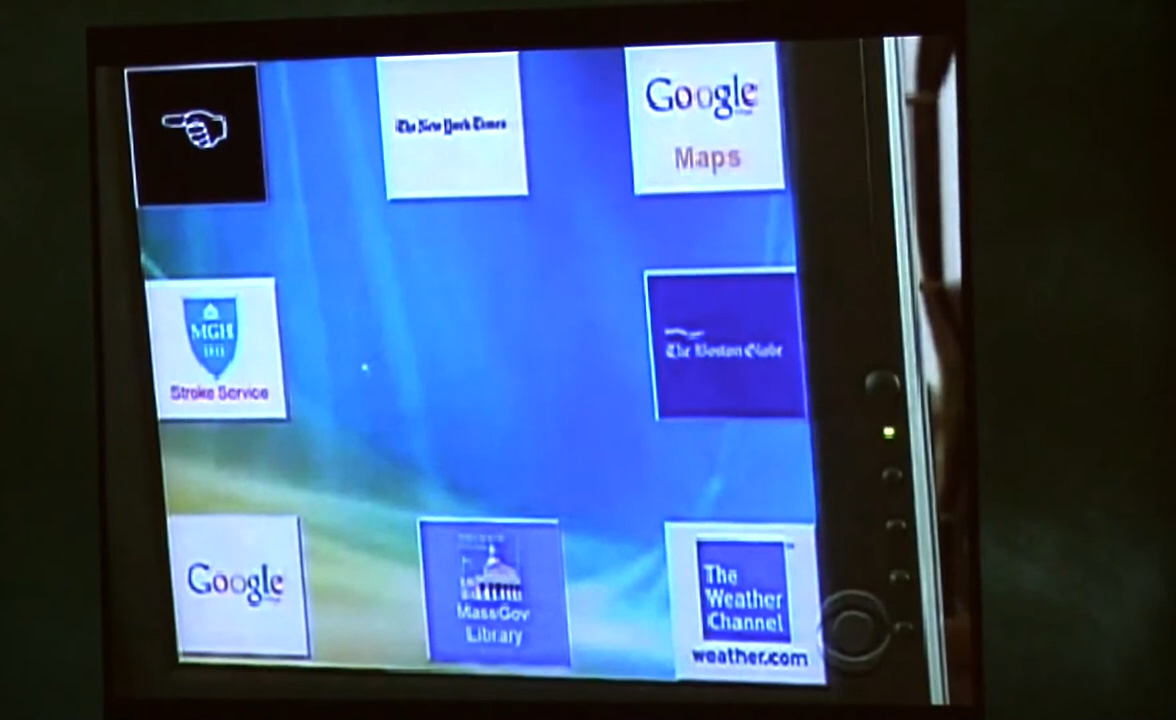 The New York Times
Google
Maps
MGH
1811
Stroke Service
The Boston Globe
Google
MassGov
Library
The
Weather
Channel
weather.com